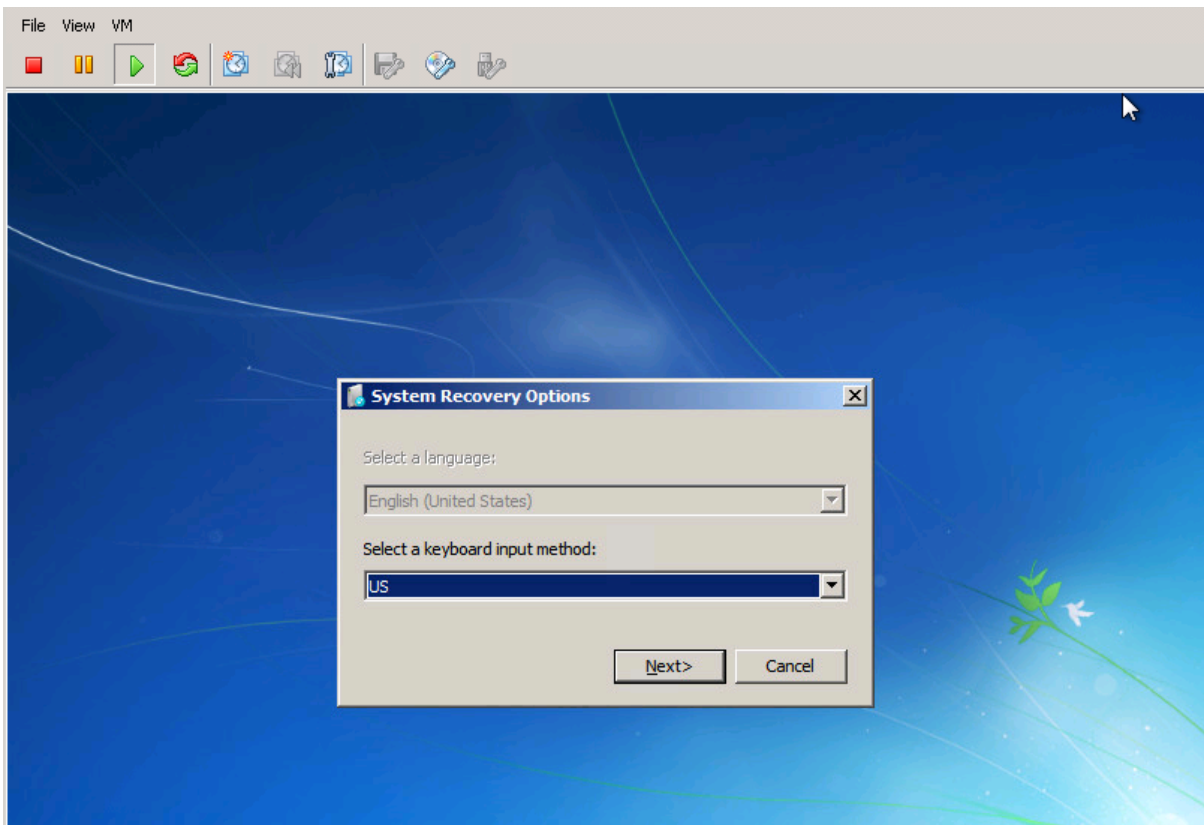 File View VM
System Recovery Options
Select a language:
English (United States)
Select a keyboard input method:
US
Next> Cancel